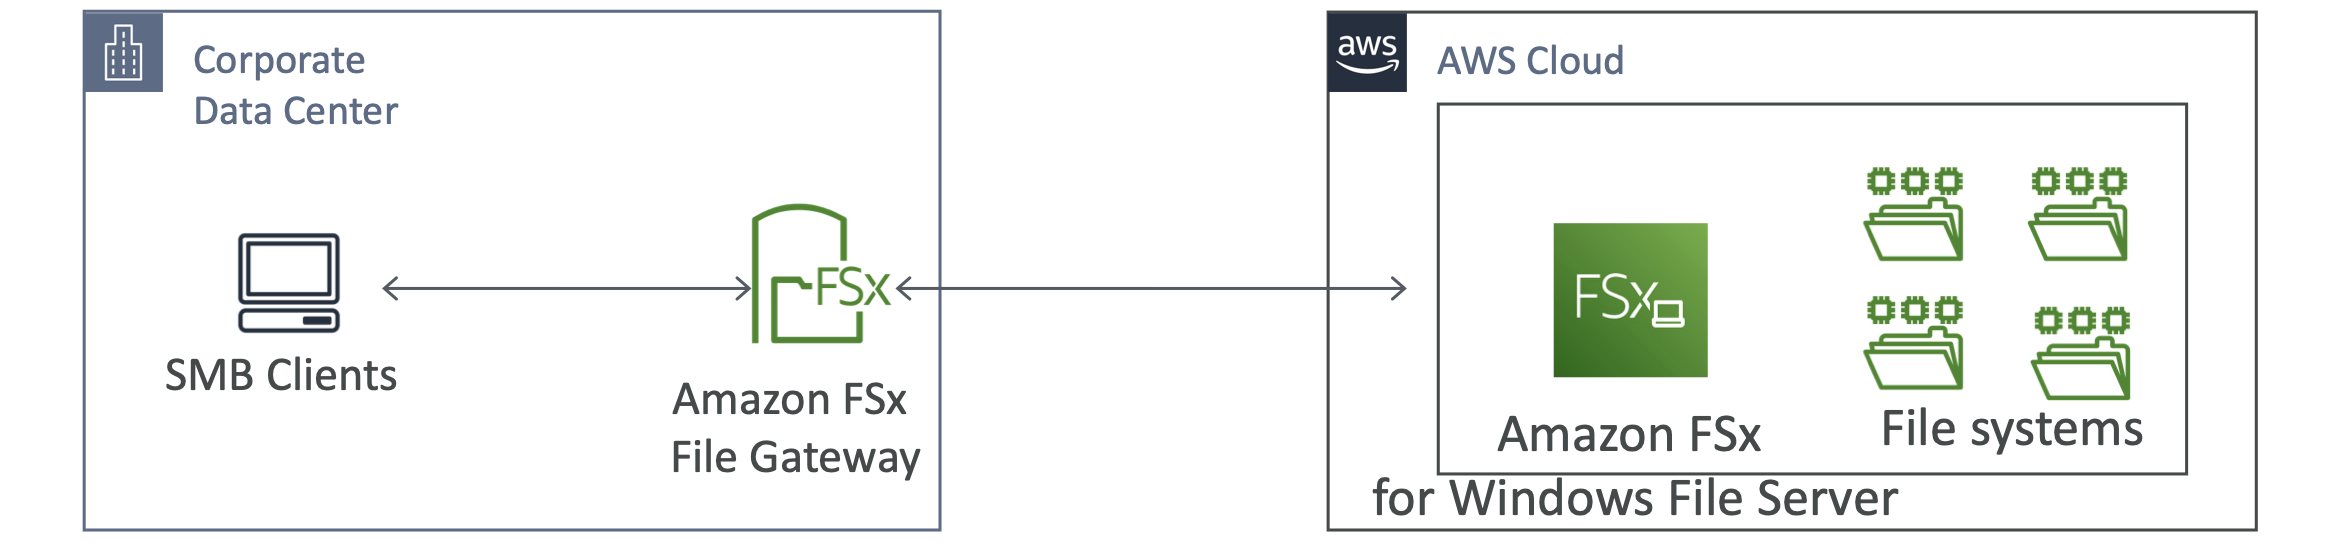 Corporate
Data Center
SMB Clients
FSx
Amazon FSx
File Gateway
aws
AWS Cloud
FSx
Amazon FSx
for Windows File Server
File systems